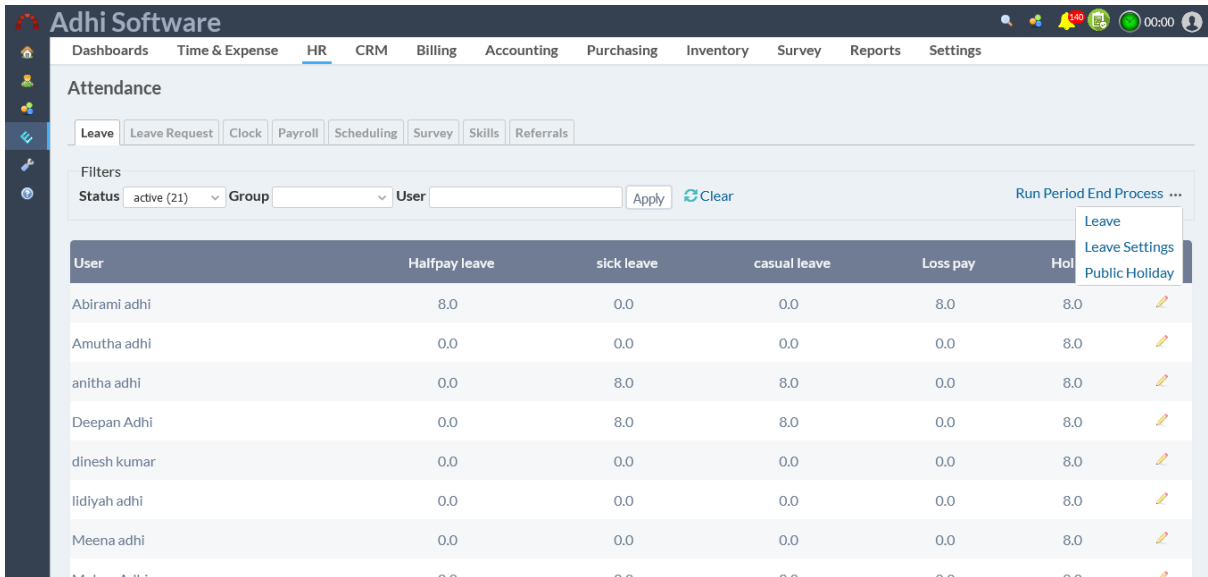 Adhi Software
140
00:00
Dashboards Time & Expense HR CRM Billing Accounting Purchasing Inventory Survey Reports Settings
Attendance
Leave Leave Request Clock Payroll Scheduling Survey Skills Referrals
Filters
Status active (21) Group User Apply Clear Run Period End Process ...
Leave
Leave Settings
Public Holiday
User Halfpay leave sick leave casual leave Loss pay Hol
Abirami adhi 8.0 0.0 0.0 8.0 8.0
Amutha adhi 0.0 0.0 0.0 0.0 8.0
anitha adhi 0.0 8.0 8.0 0.0 8.0
Deepan Adhi 0.0 8.0 8.0 0.0 8.0
dinesh kumar 0.0 0.0 0.0 0.0 8.0
lidiyah adhi 0.0 0.0 0.0 0.0 8.0
Meena adhi 0.0 0.0 0.0 0.0 8.0